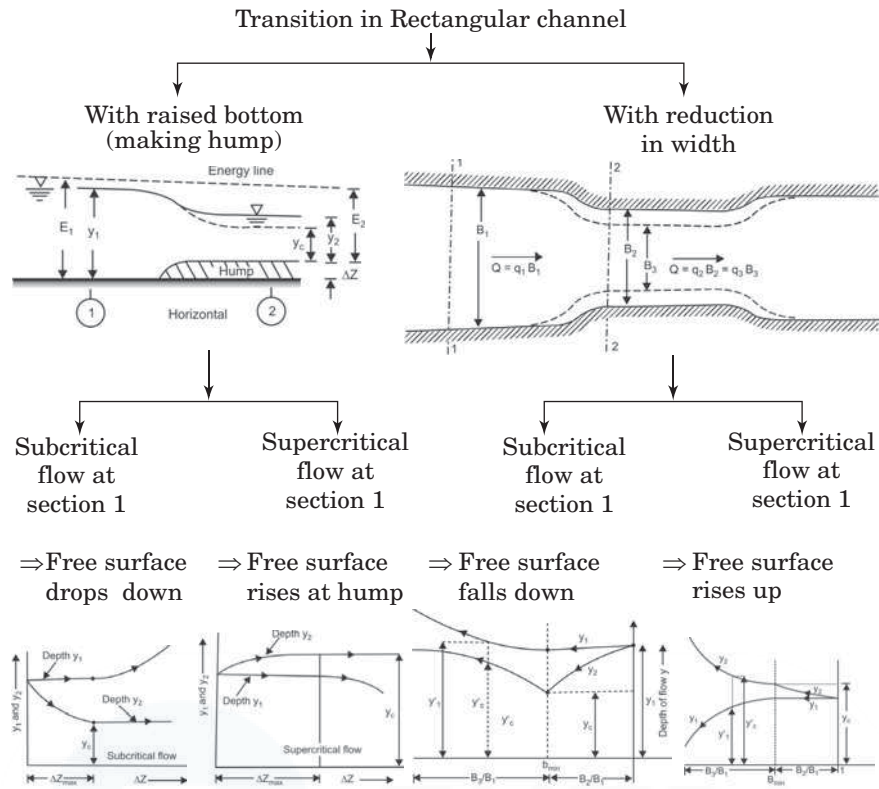 Transition in Rectangular channel
With raised bottom
(making hump)
With reduction
in width
Energy line
E₁
y₁
y_c
y₂
E₂
Hump
ΔZ
1
Horizontal
2
1
2
B₁
Q = q₁ B₁
B₂
B₃
Q = q₂ B₂ = q₃ B₃
1
2
Subcritical
flow at
section 1
Supercritical
flow at
section 1
Subcritical
flow at
section 1
Supercritical
flow at
section 1
⇒ Free surface
drops down
⇒ Free surface
rises at hump
⇒ Free surface
falls down
⇒ Free surface
rises up
y₁ and y₂
Depth y₁
Depth y₂
y_c
Subcritical flow
ΔZmax
ΔZ
y₁ and y₂
Depth y₂
Depth y₁
y_c
Supercritical flow
ΔZmax
ΔZ
y₁
y₂
y'₁
y'c
y'c
y_c
y₁
Depth of flow y
B₃/B₁
bmin
B₂/B₁
y₂
y₂
y₁
y₁
y'₁
y'c
y_c
B₃/B₁
Bmin
B₂/B₁
1